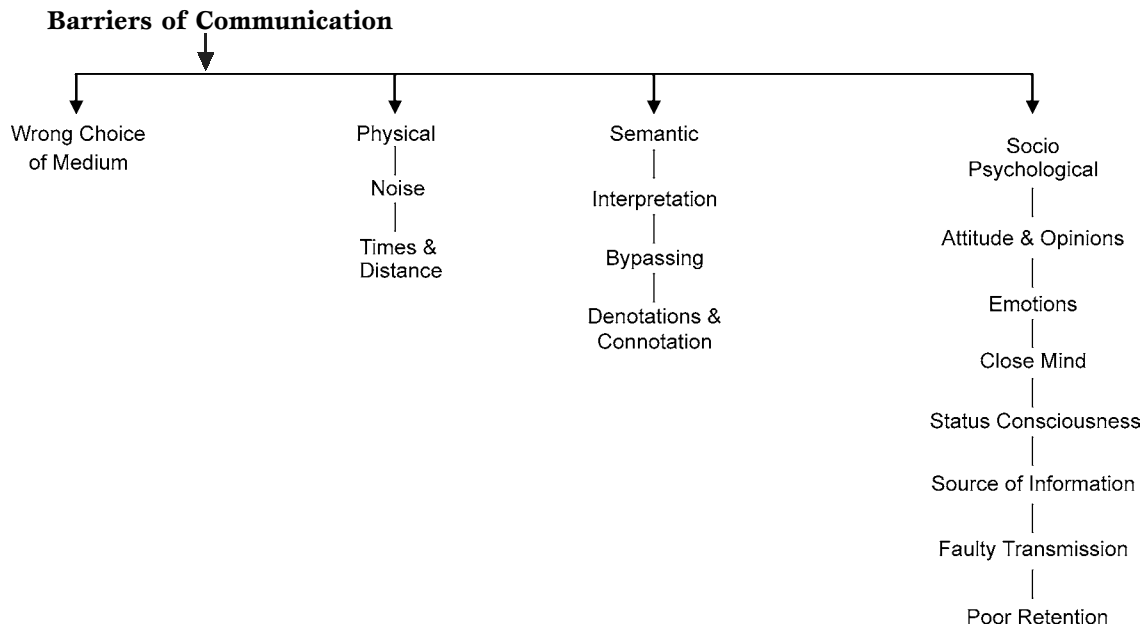 Barriers of Communication
Wrong Choice
of Medium
Physical
Noise
Times &
Distance
Semantic
Interpretation
Bypassing
Denotations &
Connotation
Socio
Psychological
Attitude & Opinions
Emotions
Close Mind
Status Consciousness
Source of Information
Faulty Transmission
Poor Retention